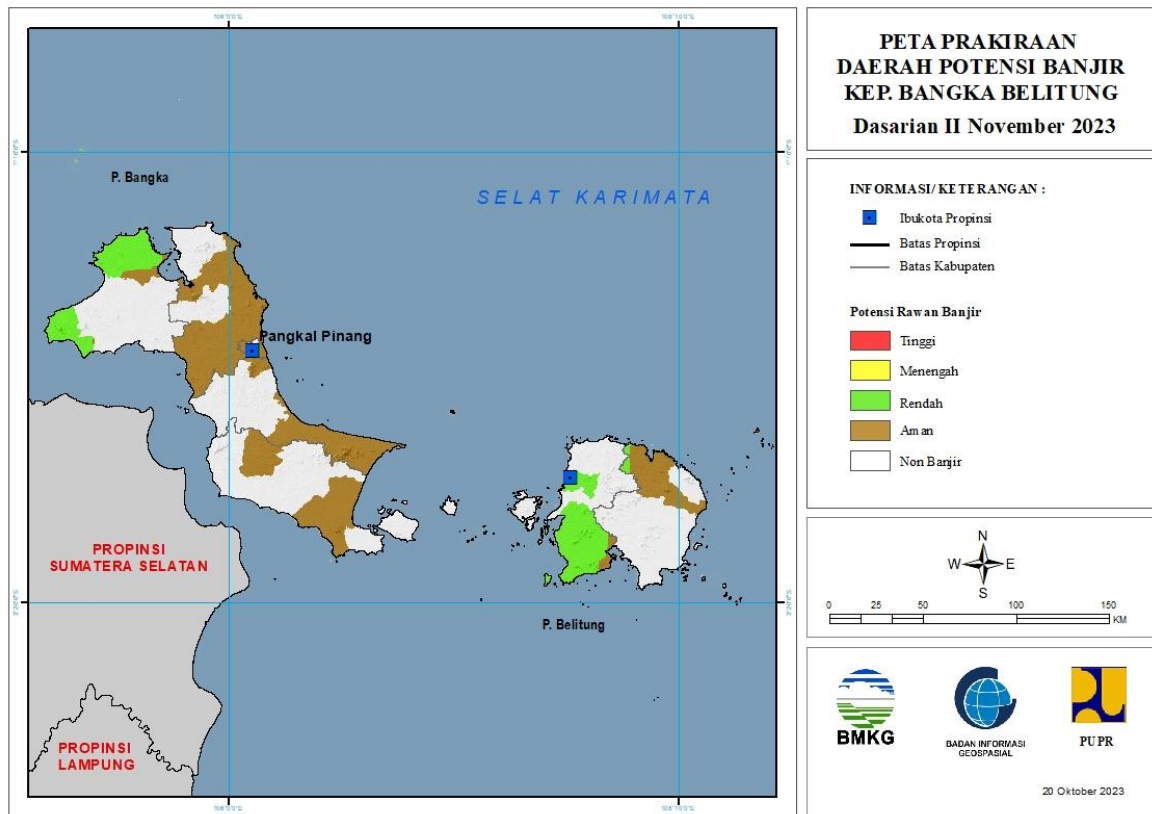 PETA PRAKIRAAN
DAERAH POTENSI BANJIR
KEP. BANGKA BELITUNG
Dasarian II November 2023
P. Bangka
SELAT KARIMATA
Pangkal Pinang
PROPINSI
SUMATERA SELATAN
P. Belitung
PROPINSI
LAMPUNG
INFORMASI/ KETERANGAN :
Ibukota Propinsi
Batas Propinsi
Batas Kabupaten
Potensi Rawan Banjir
Tinggi
Menengah
Rendah
Aman
Non Banjir
N
W E
S
0 25 50 100 150
KM
BMKG
BADAN INFORMASI
GEOSPASIAL
PUPR
20 Oktober 2023